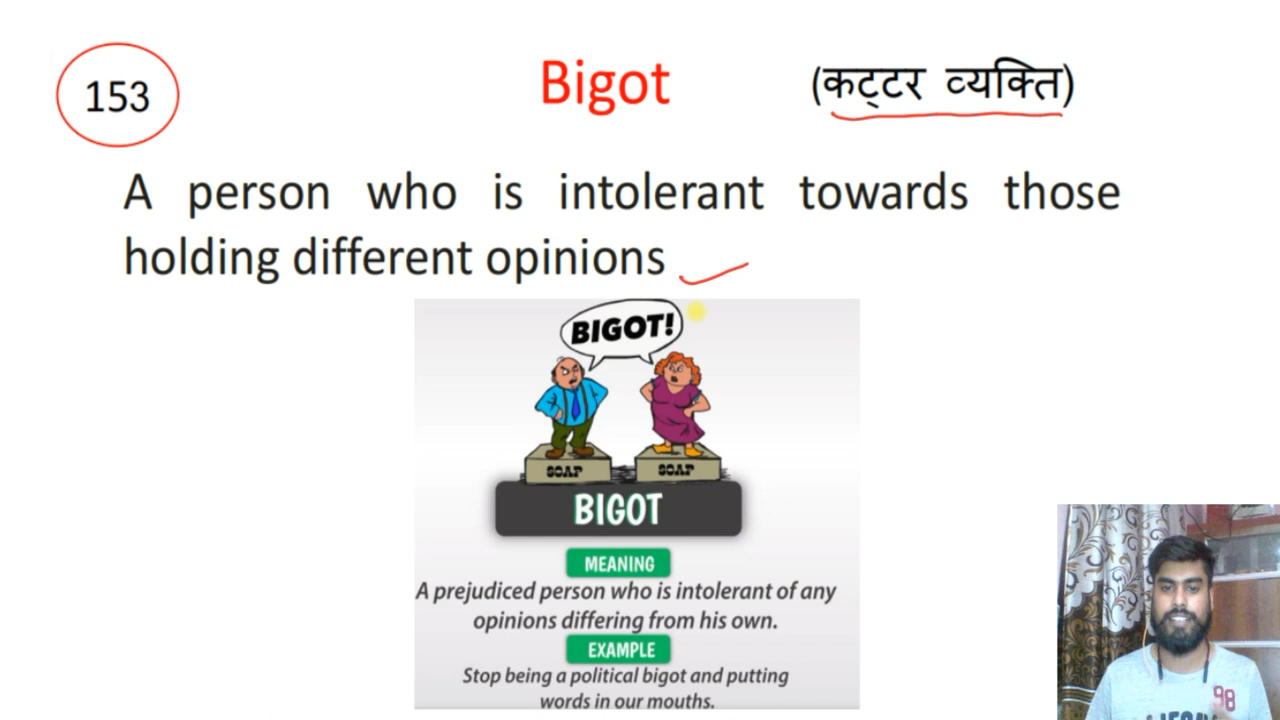 153
Bigot
(कट्टर व्यक्ति)
A person who is intolerant towards those
holding different opinions
BIGOT!
SOAP
SOAP
BIGOT
MEANING
A prejudiced person who is intolerant of any
opinions differing from his own.
EXAMPLE
Stop being a political bigot and putting
words in our mouths.
98